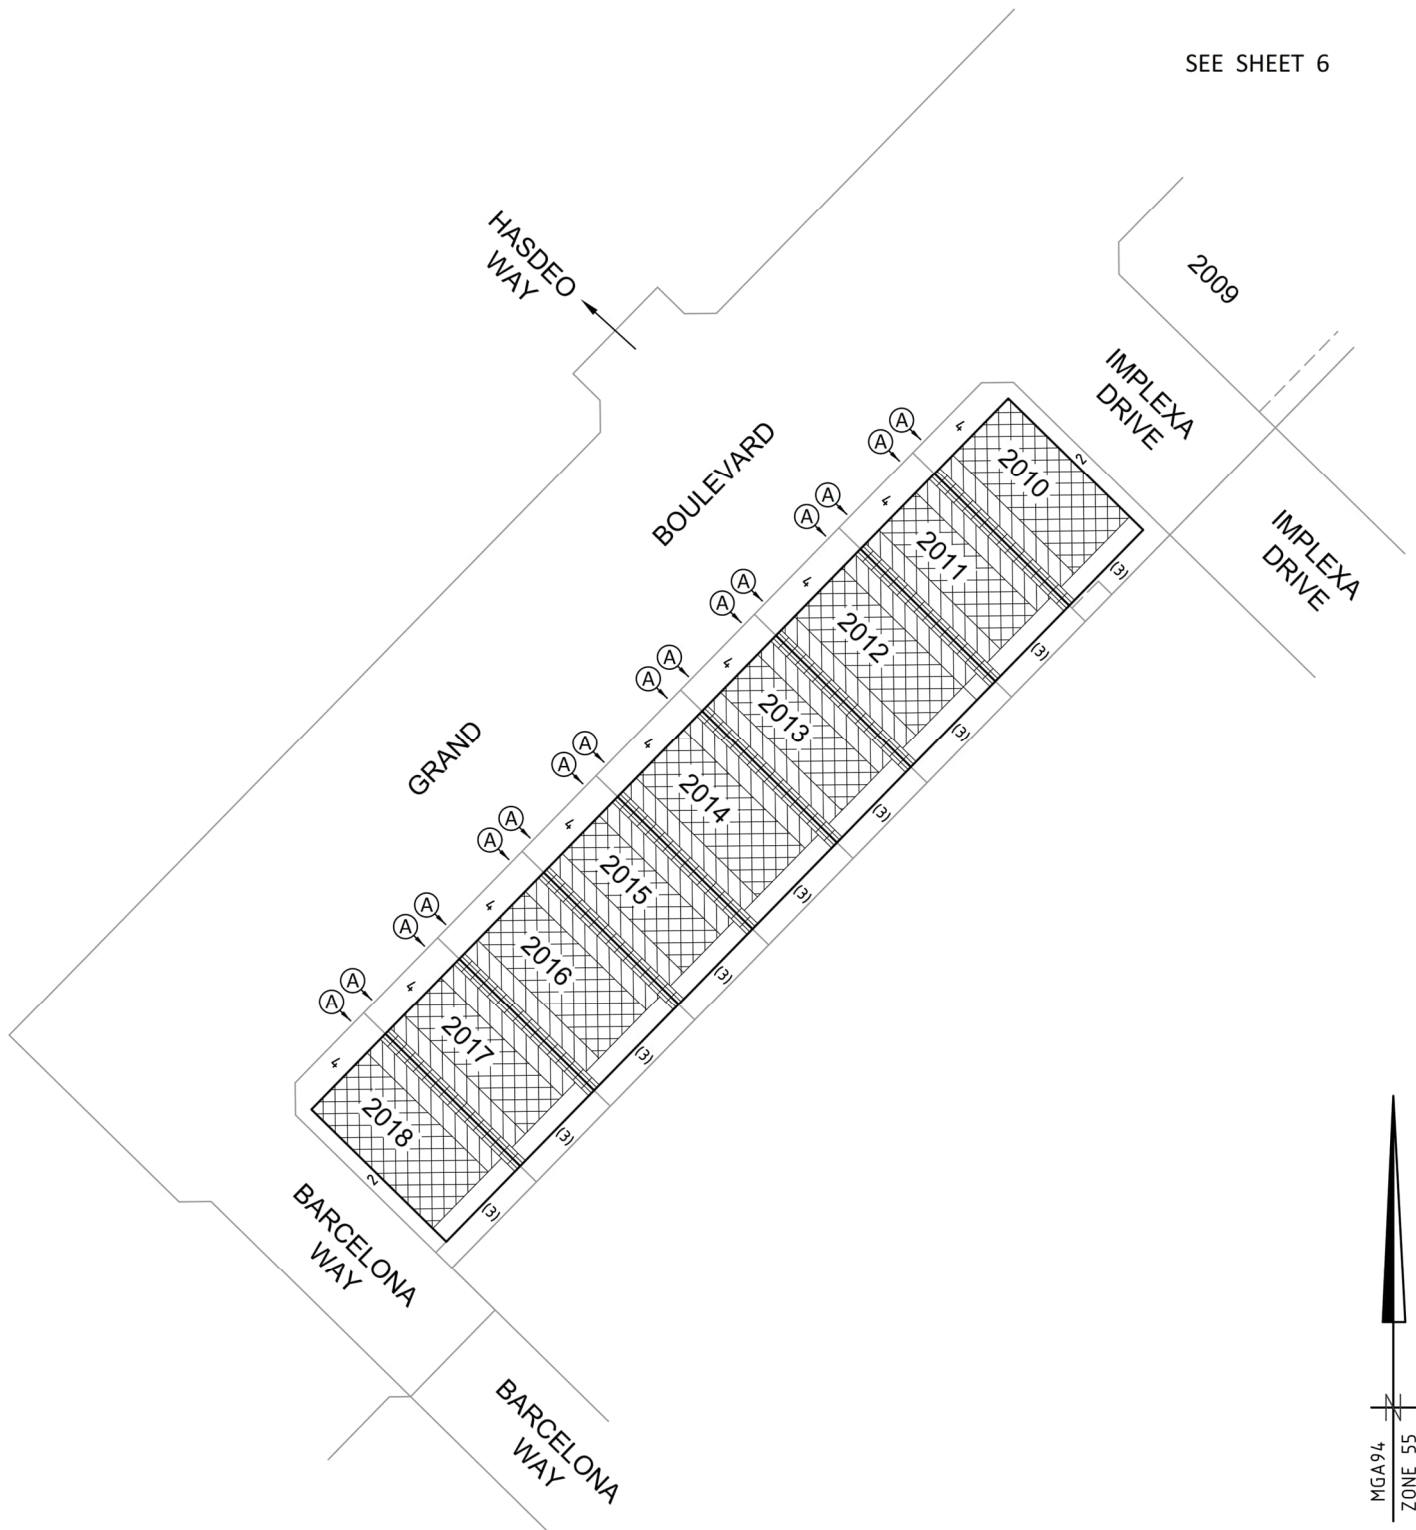 SEE SHEET 6
HASDEO
WAY
2009
IMPLEXA
DRIVE
IMPLEXA
DRIVE
BOULEVARD
GRAND
A
A
4
2010
2
(3)
A
A
4
2011
(3)
A
A
4
2012
(3)
A
A
4
2013
(3)
A
A
4
2014
(3)
A
A
4
2015
(3)
A
A
4
2016
(3)
A
A
4
2017
(3)
4
2018
2
(3)
BARCELONA
WAY
BARCELONA
WAY
N
MGA94
ZONE 55